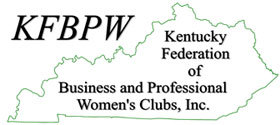 KFBPW
Kentucky
Federation
of
Business and Professional
Women's Clubs, Inc.